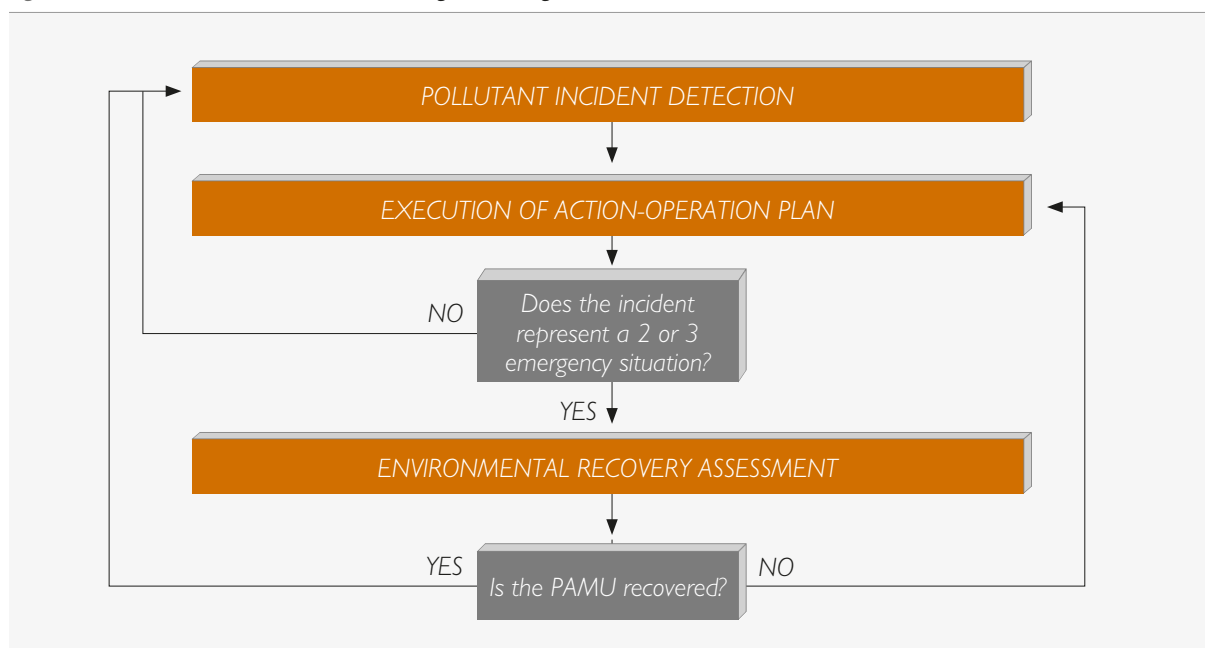 POLLUTANT INCIDENT DETECTION
EXECUTION OF ACTION-OPERATION PLAN
NO
Does the incident
represent a 2 or 3
emergency situation?
YES
ENVIRONMENTAL RECOVERY ASSESSMENT
YES
Is the PAMU recovered?
NO